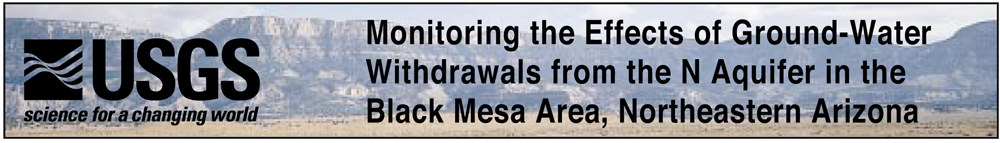 USGS
science for a changing world
Monitoring the Effects of Ground-Water
Withdrawals from the N Aquifer in the
Black Mesa Area, Northeastern Arizona